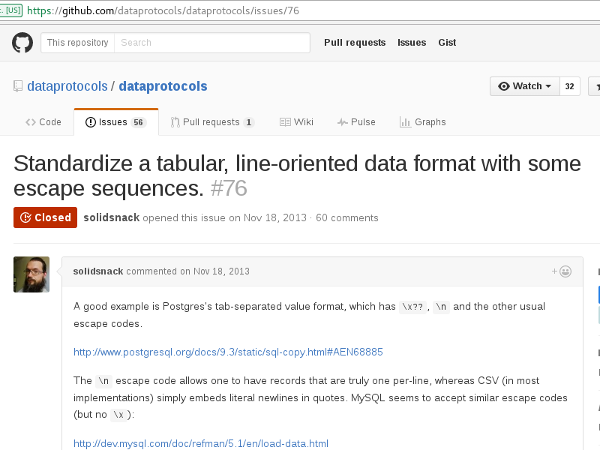 [US] https://github.com/dataprotocols/dataprotocols/issues/76
This repository Search Pull requests Issues Gist
dataprotocols / dataprotocols Watch 32
Code Issues 56 Pull requests 1 Wiki Pulse Graphs
Standardize a tabular, line-oriented data format with some
escape sequences. #76
Closed solidsnack opened this issue on Nov 18, 2013 · 60 comments
solidsnack commented on Nov 18, 2013 +
A good example is Postgres's tab-separated value format, which has \x??, \n and the other usual
escape codes.
http://www.postgresql.org/docs/9.3/static/sql-copy.html#AEN68885
The \n escape code allows one to have records that are truly one per-line, whereas CSV (in most
implementations) simply embeds literal newlines in quotes. MySQL seems to accept similar escape codes
(but no \x):
http://dev.mysql.com/doc/refman/5.1/en/load-data.html